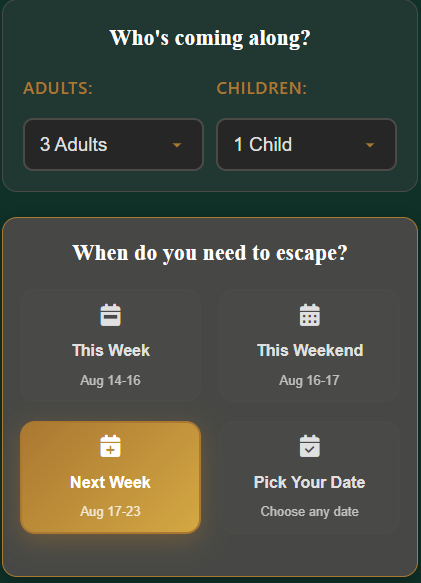 Who's coming along?
ADULTS: CHILDREN:
3 Adults 1 Child
When do you need to escape?
This Week This Weekend
Aug 14-16 Aug 16-17
Next Week Pick Your Date
Aug 17-23 Choose any date